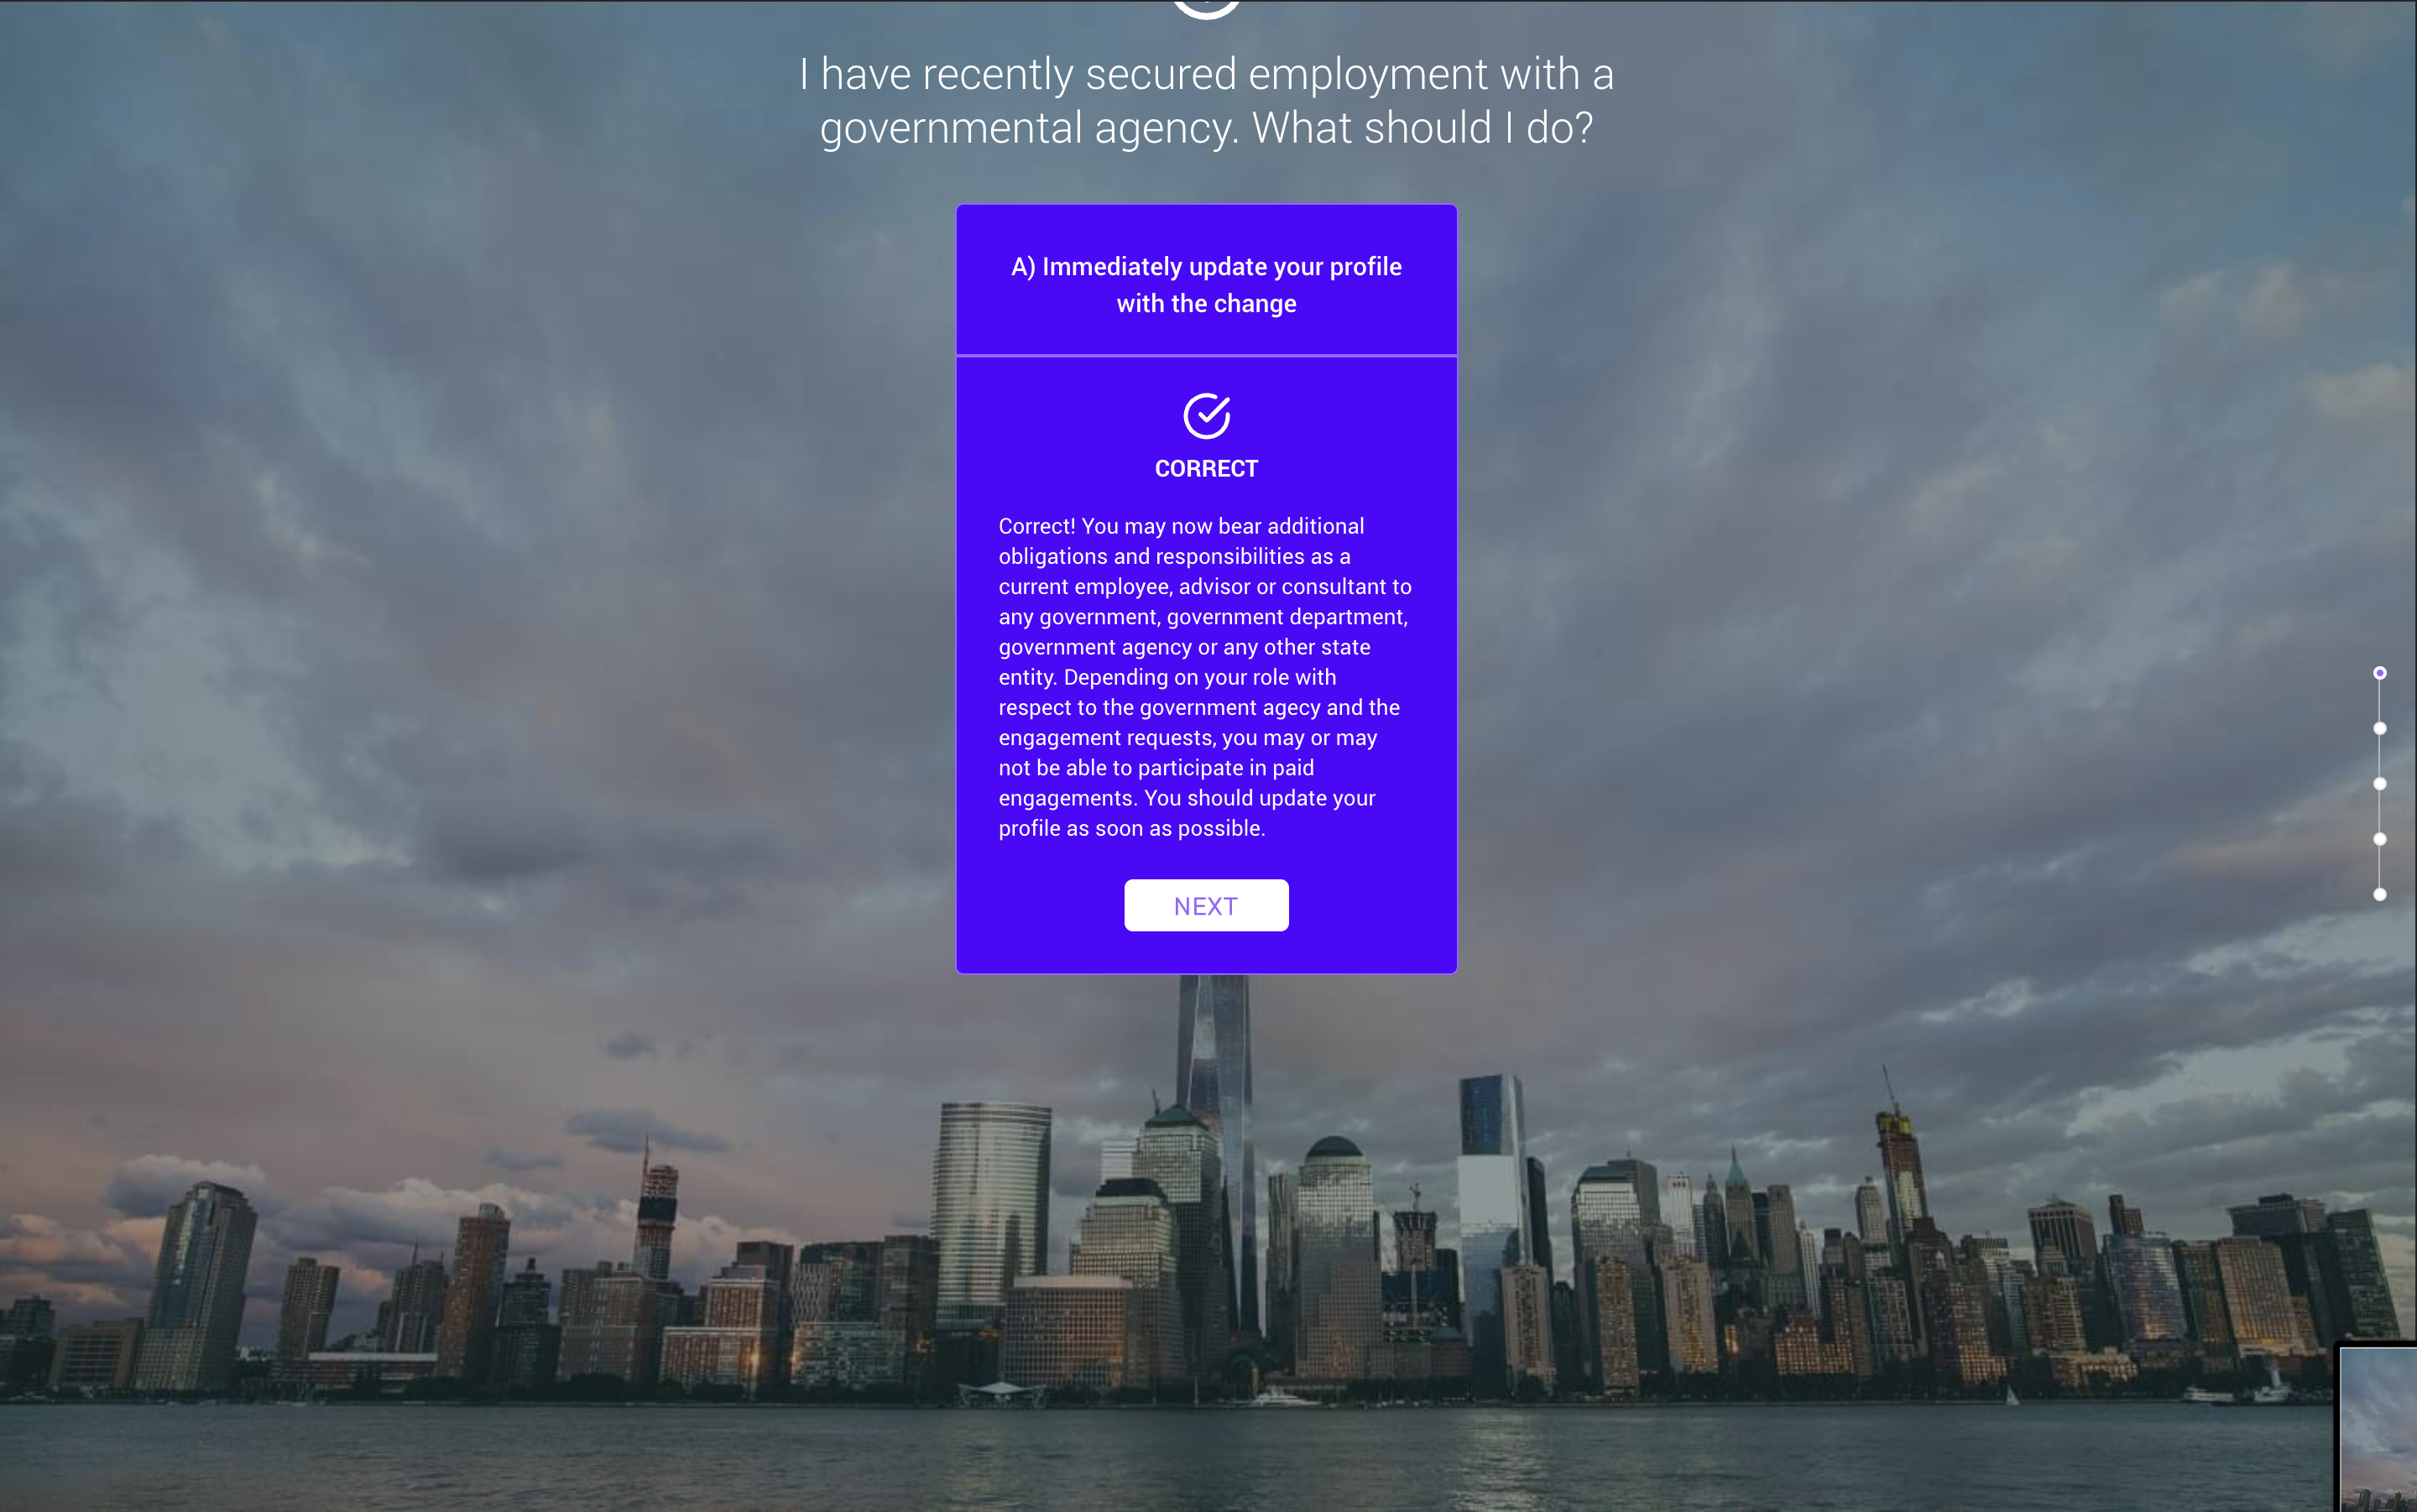 I have recently secured employment with a
governmental agency. What should I do?
A) Immediately update your profile
with the change
CORRECT
Correct! You may now bear additional
obligations and responsibilities as a
current employee, advisor or consultant to
any government, government department,
government agency or any other state
entity. Depending on your role with
respect to the government agecy and the
engagement requests, you may or may
not be able to participate in paid
engagements. You should update your
profile as soon as possible.
NEXT